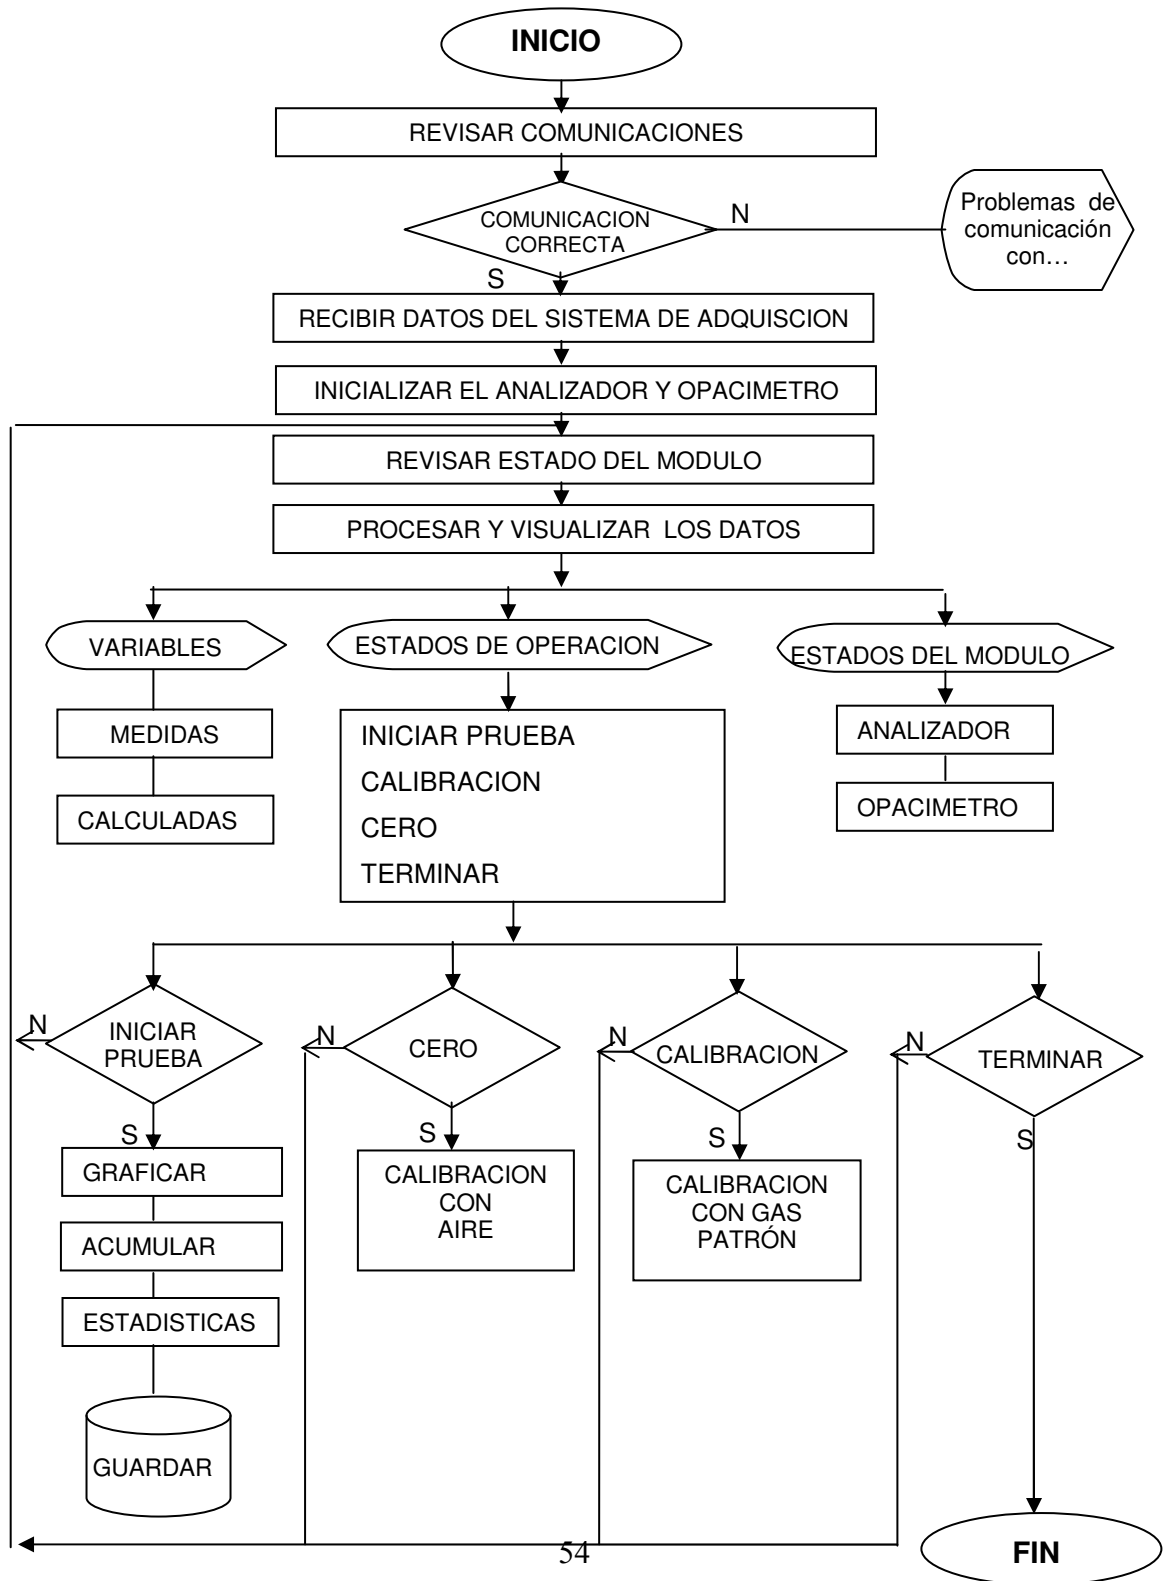 INICIO
REVISAR COMUNICACIONES
COMUNICACION
CORRECTA
N
Problemas de
comunicación
con…
S
RECIBIR DATOS DEL SISTEMA DE ADQUISCION
INICIALIZAR EL ANALIZADOR Y OPACIMETRO
REVISAR ESTADO DEL MODULO
PROCESAR Y VISUALIZAR LOS DATOS
VARIABLES
ESTADOS DE OPERACION
ESTADOS DEL MODULO
MEDIDAS
CALCULADAS
INICIAR PRUEBA
CALIBRACION
CERO
TERMINAR
ANALIZADOR
OPACIMETRO
N
INICIAR
PRUEBA
N
CERO
N
CALIBRACION
N
TERMINAR
S
S
S
S
GRAFICAR
ACUMULAR
ESTADISTICAS
GUARDAR
CALIBRACION
CON
AIRE
CALIBRACION
CON GAS
PATRÓN
54
FIN